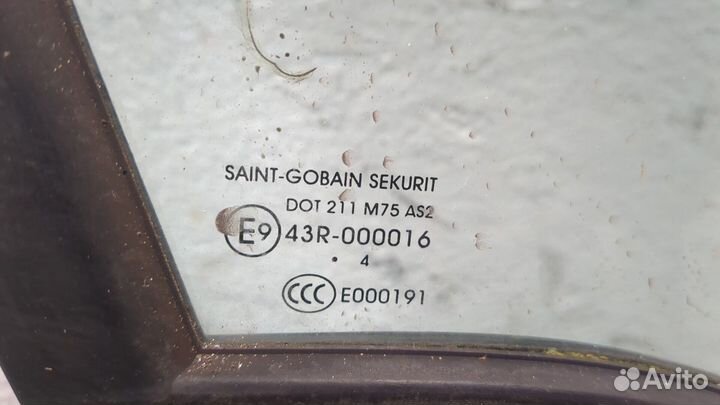 SAINT-GOBAIN SEKURIT
DOT 211 M75 AS2
E9 43R-000016
. 4
CCC E000191
Avito